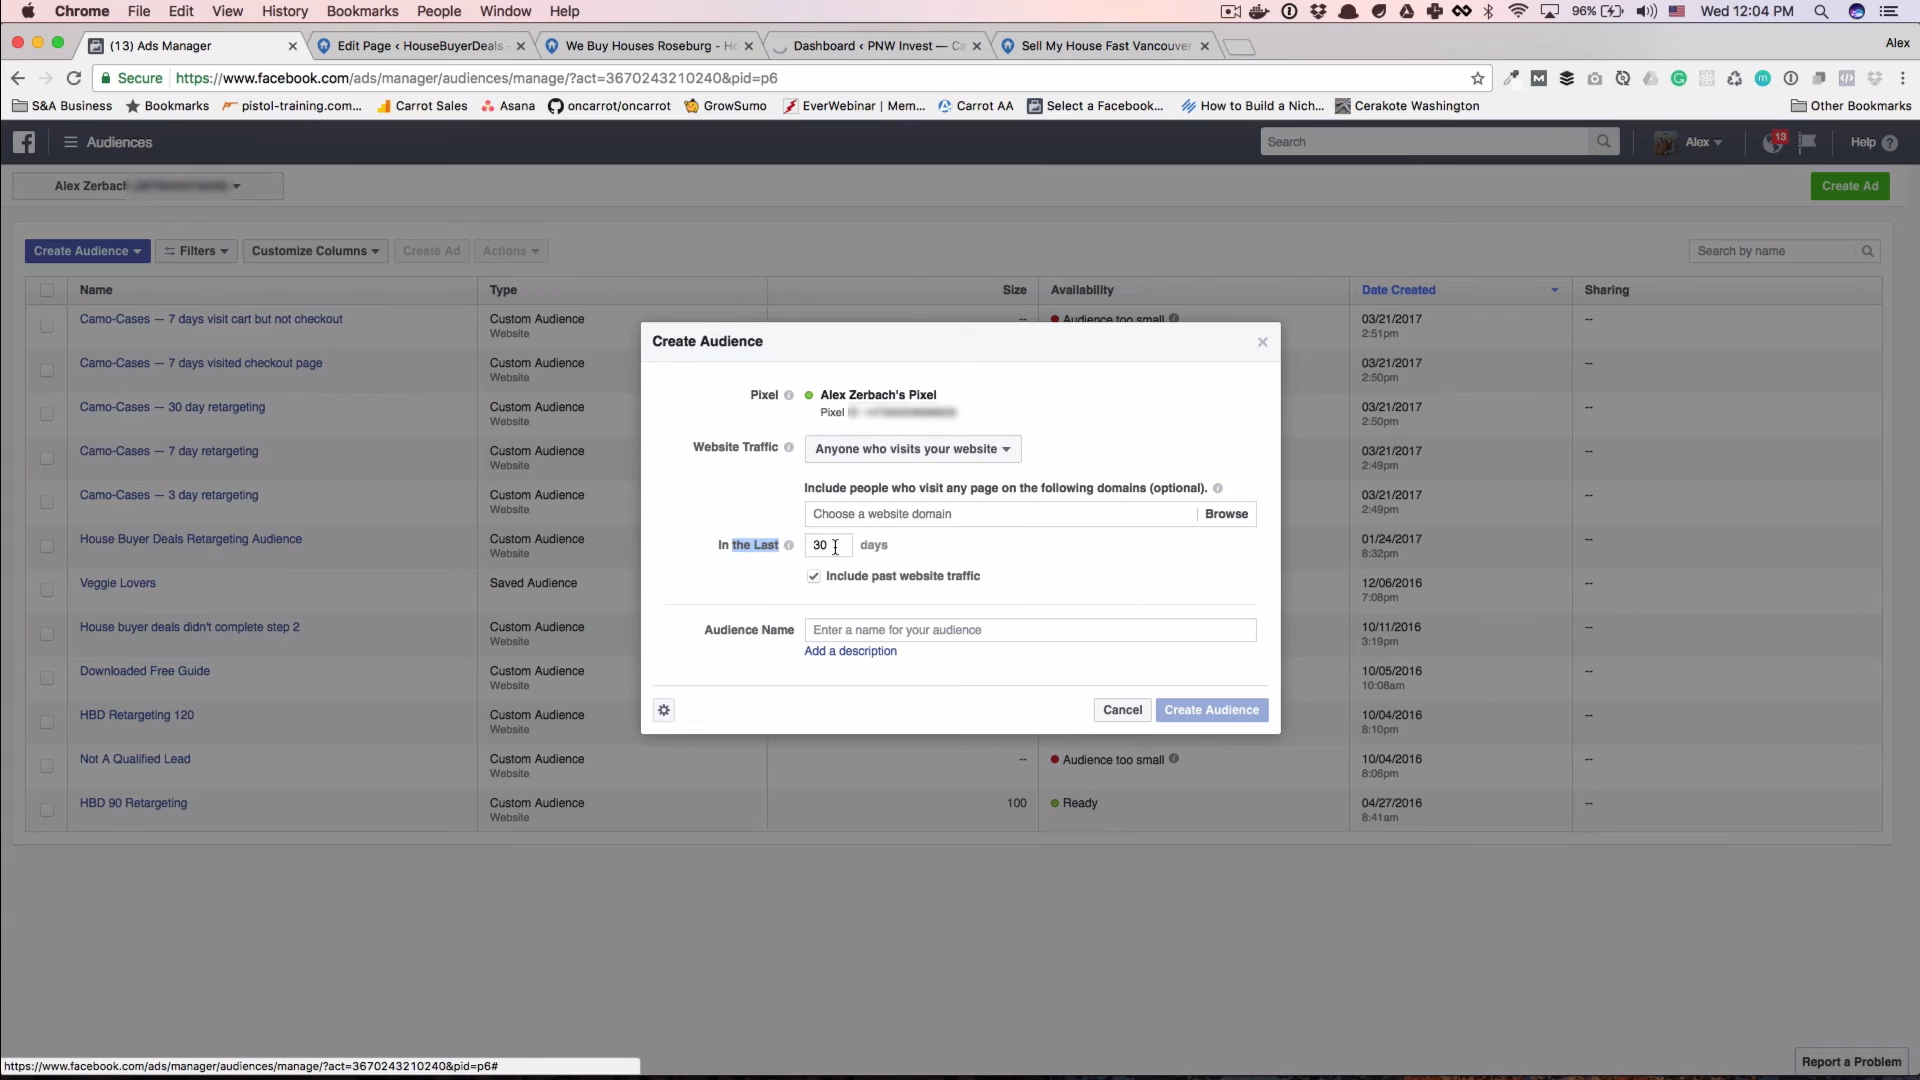 Chrome File Edit View History Bookmarks People Window Help 96% Wed 12:04 PM
(13) Ads Manager Edit Page ‹ HouseBuyerDeals We Buy Houses Roseburg - Dashboard ‹ PNW Invest — Sell My House Fast Vancouver Alex
Secure https://www.facebook.com/ads/manager/audiences/manage/?act=3670243210240&pid=p6
S&A Business Bookmarks pistol-training.com... Carrot Sales Asana oncarrot/oncarrot GrowSumo EverWebinar | Mem... Carrot AA Select a Facebook... How to Build a Nich... Cerakote Washington Other Bookmarks
Audiences Search Alex 13 Help
Alex Zerbach
Create Ad
Create Audience Filters Customize Columns Create Ad Actions Search by name
Name Type Size Availability Date Created Sharing
Camo-Cases — 7 days visit cart but not checkout Custom Audience -- Audience too small 03/21/2017 --
Website 2:51pm
Camo-Cases — 7 days visited checkout page Custom Audience 03/21/2017 --
Website 2:50pm
Camo-Cases — 30 day retargeting Custom Audience 03/21/2017 --
Website 2:50pm
Camo-Cases — 7 day retargeting Custom Audience 03/21/2017 --
Website 2:49pm
Camo-Cases — 3 day retargeting Custom Audience 03/21/2017 --
Website 2:49pm
House Buyer Deals Retargeting Audience Custom Audience 01/24/2017 --
Website 8:32pm
Veggie Lovers Saved Audience 12/06/2016 --
7:08pm
House buyer deals didn't complete step 2 Custom Audience 10/11/2016 --
Website 3:19pm
Downloaded Free Guide Custom Audience 10/05/2016 --
Website 10:08am
HBD Retargeting 120 Custom Audience 10/04/2016 --
Website 8:10pm
Not A Qualified Lead Custom Audience -- Audience too small 10/04/2016 --
Website 8:06pm
HBD 90 Retargeting Custom Audience 100 Ready 04/27/2016 --
Website 8:41am
Create Audience
Pixel Alex Zerbach's Pixel
Pixel
Website Traffic Anyone who visits your website
Include people who visit any page on the following domains (optional).
Choose a website domain Browse
In the Last 30 days
Include past website traffic
Audience Name Enter a name for your audience
Add a description
Cancel Create Audience
https://www.facebook.com/ads/manager/audiences/manage/?act=3670243210240&pid=p6#
Report a Problem